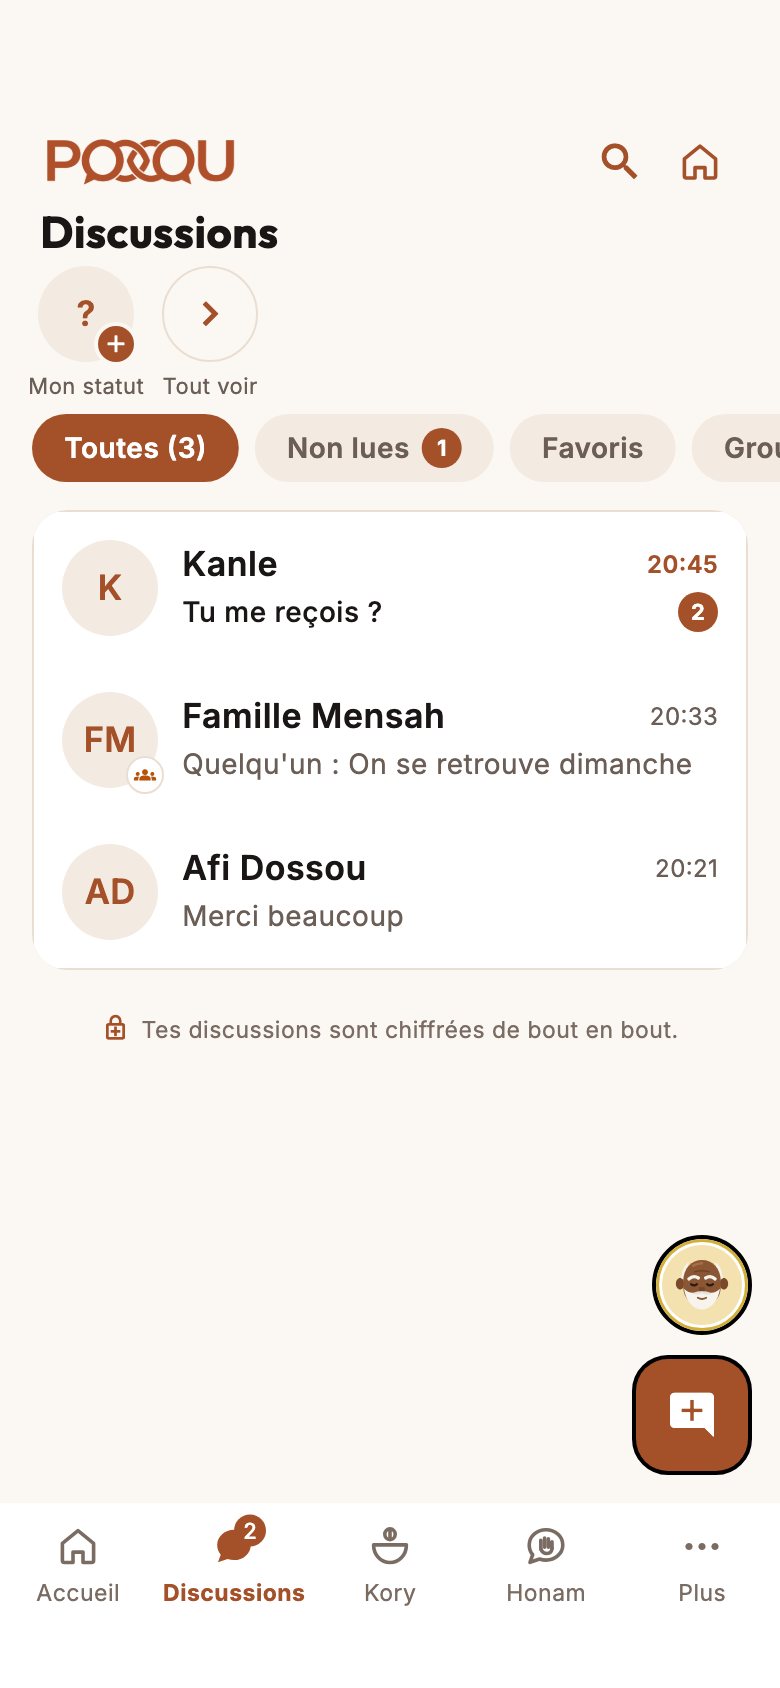 POOQU
Discussions
?
Mon statut
Tout voir
Toutes (3)
Non lues 1
Favoris
Grou
K
Kanle
20:45
Tu me reçois ?
2
FM
Famille Mensah
20:33
Quelqu'un : On se retrouve dimanche
AD
Afi Dossou
20:21
Merci beaucoup
Tes discussions sont chiffrées de bout en bout.
2
Accueil
Discussions
Kory
Honam
Plus